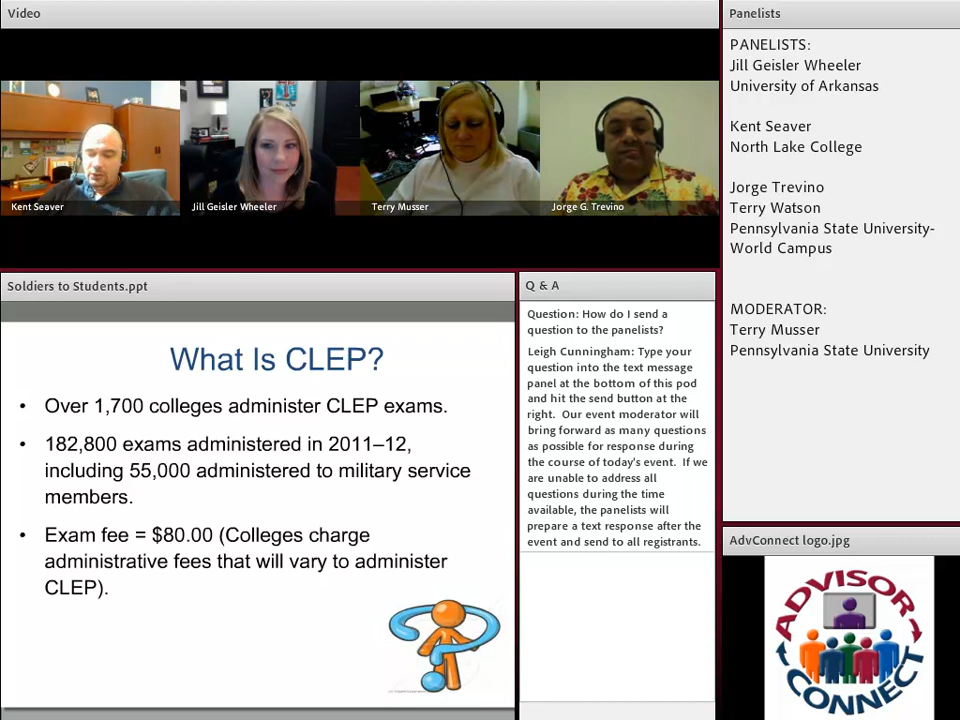 Video
Kent Seaver
Jill Geisler Wheeler
Terry Musser
Jorge G. Trevino
Panelists
PANELISTS:
Jill Geisler Wheeler
University of Arkansas
Kent Seaver
North Lake College
Jorge Trevino
Terry Watson
Pennsylvania State University-
World Campus
MODERATOR:
Terry Musser
Pennsylvania State University
Soldiers to Students.ppt
What Is CLEP?
• Over 1,700 colleges administer CLEP exams.
• 182,800 exams administered in 2011–12,
including 55,000 administered to military service
members.
• Exam fee = $80.00 (Colleges charge
administrative fees that will vary to administer
CLEP).
Q & A
Question: How do I send a
question to the panelists?
Leigh Cunningham: Type your
question into the text message
panel at the bottom of this pod
and hit the send button at the
right. Our event moderator will
bring forward as many questions
as possible for response during
the course of today's event. If we
are unable to address all
questions during the time
available, the panelists will
prepare a text response after the
event and send to all registrants.
AdvConnect logo.jpg
ADVISOR
CONNECT